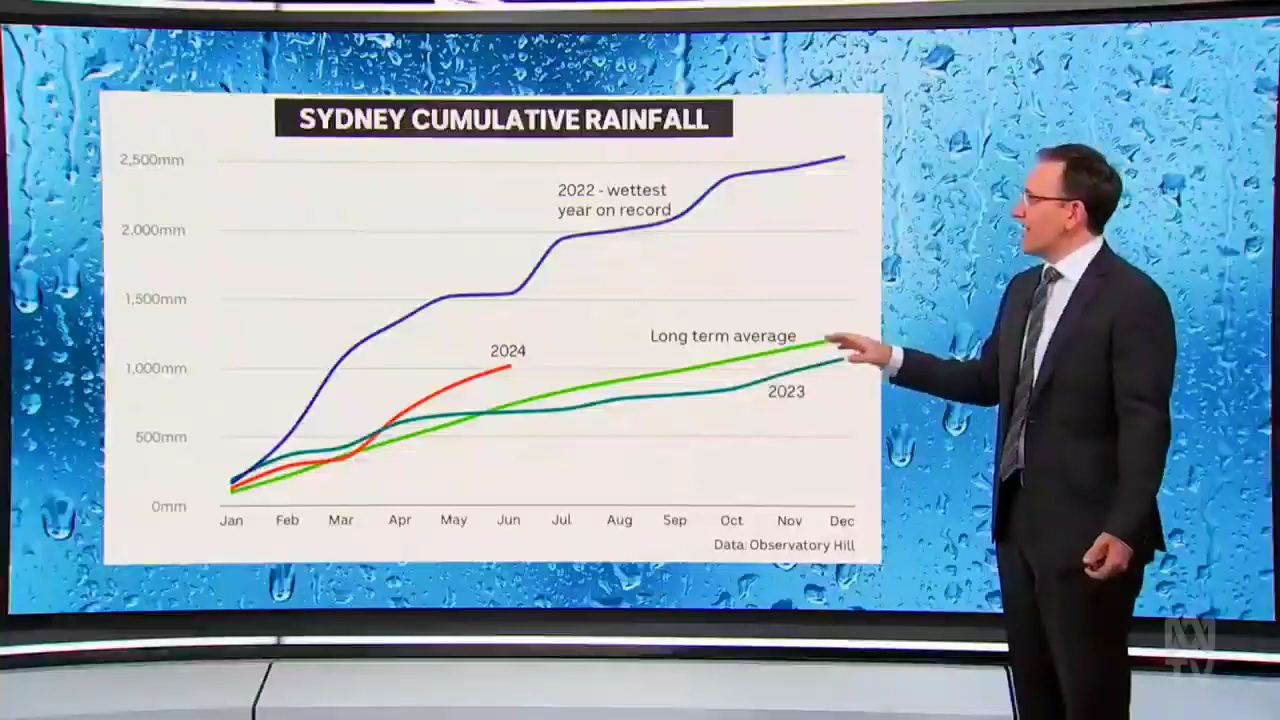 SYDNEY CUMULATIVE RAINFALL
2,500mm
2022 - wettest
year on record
2.000mm
1,500mm
Long term average
2024
1,000mm
2023
500mm
0mm
Jan Feb Mar Apr May Jun Jul Aug Sep Oct Nov Dec
Data: Observatory Hill